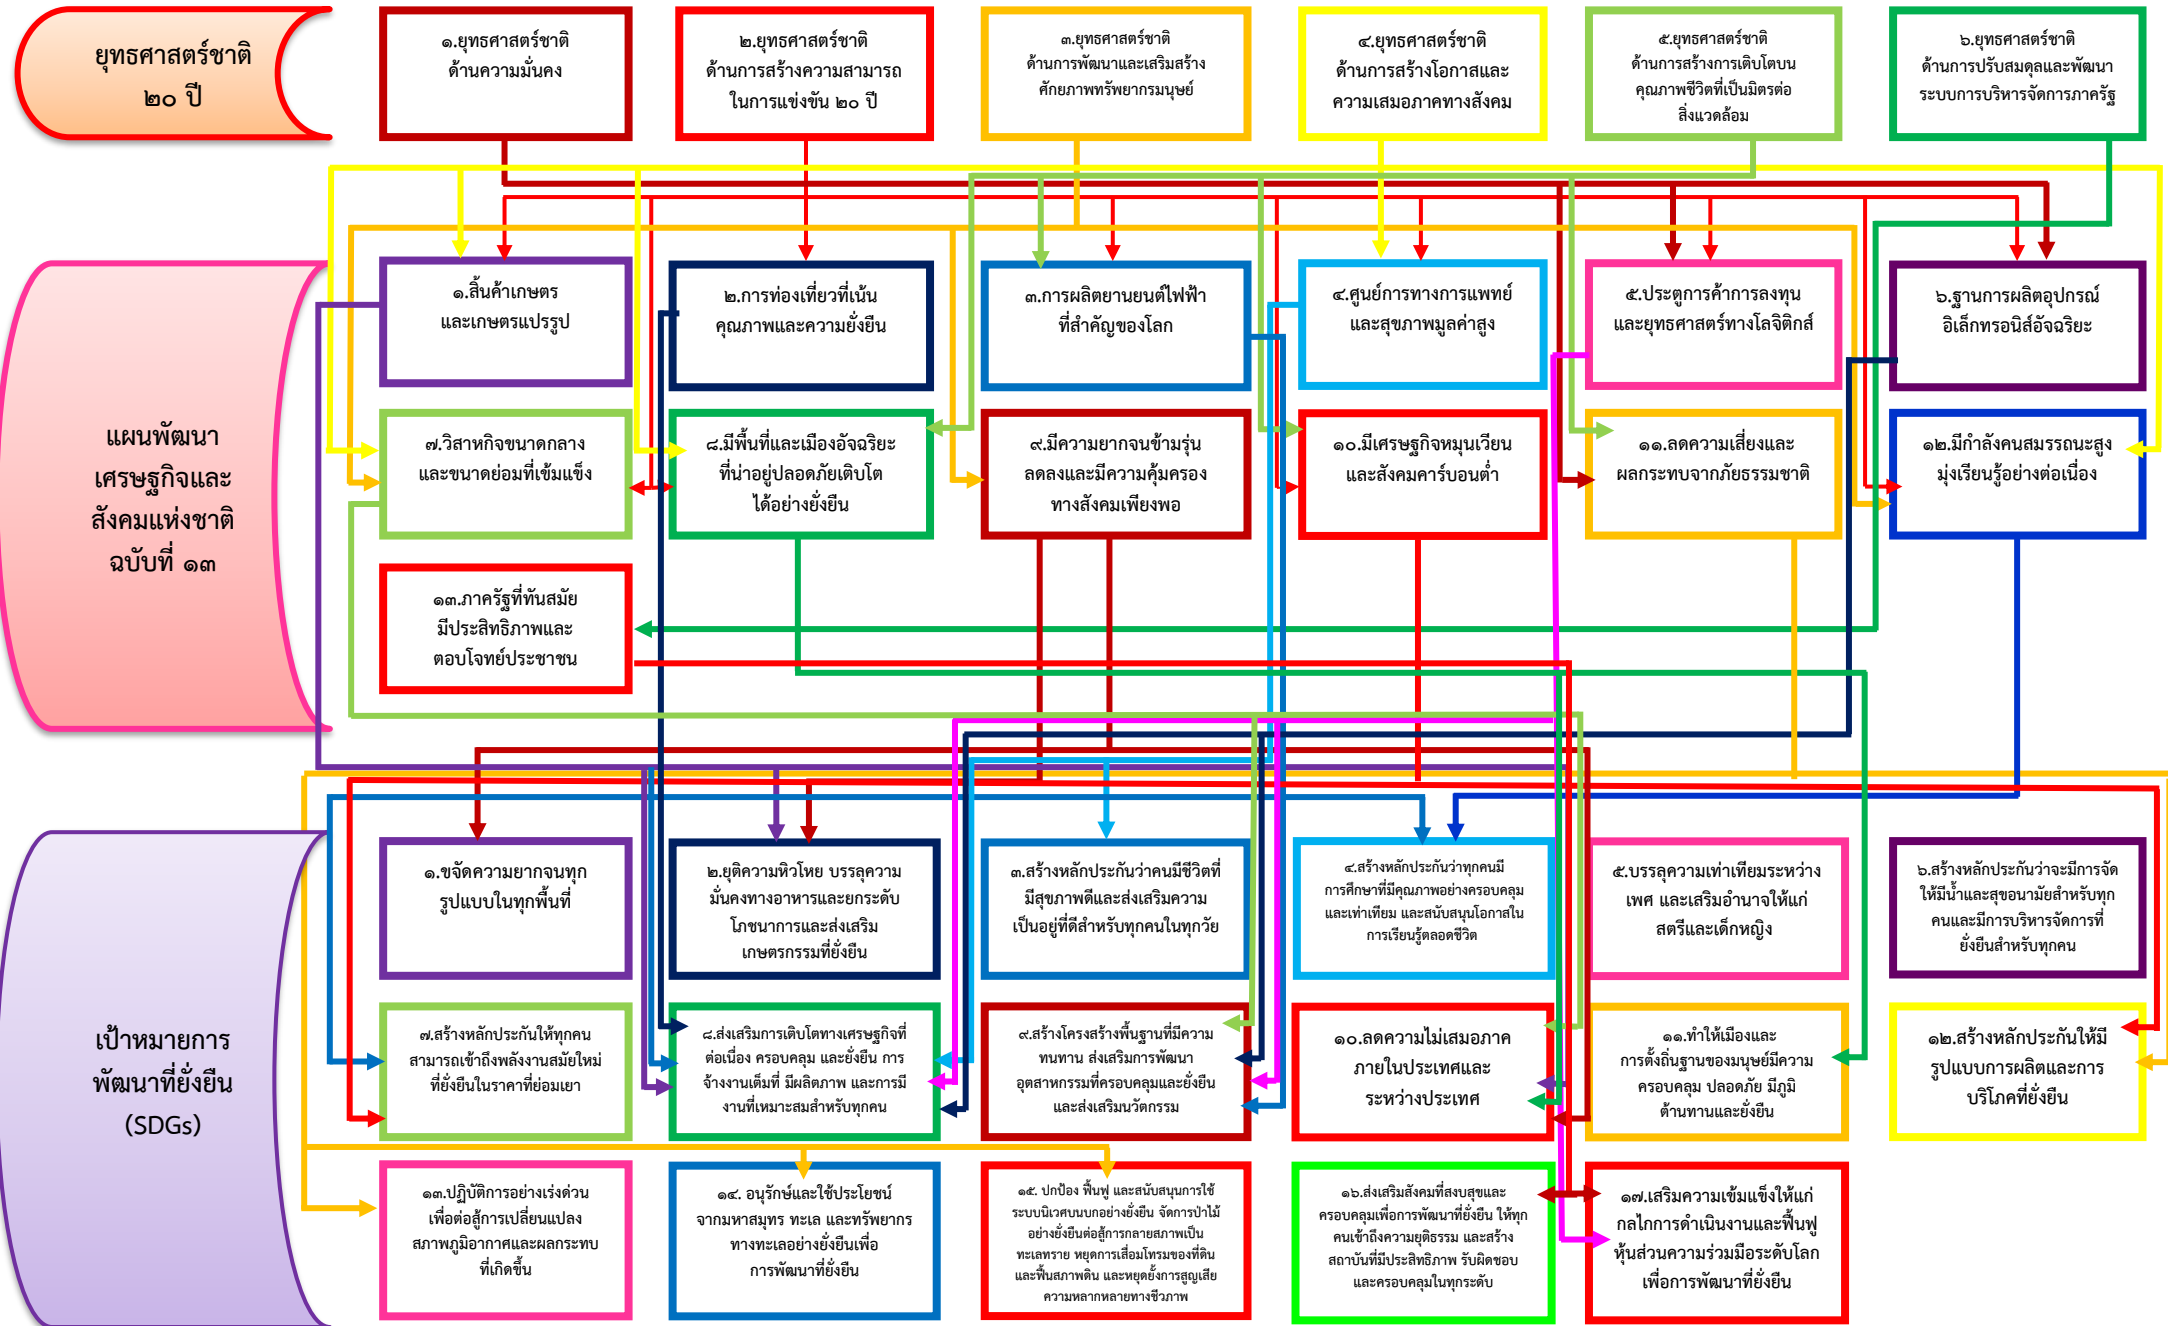 ยุทธศาสตร์ชาติ
๒๐ ปี
๑.ยุทธศาสตร์ชาติ
ด้านความมั่นคง
๒.ยุทธศาสตร์ชาติ
ด้านการสร้างความสามารถ
ในการแข่งขัน ๒๐ ปี
๓.ยุทธศาสตร์ชาติ
ด้านการพัฒนาและเสริมสร้าง
ศักยภาพทรัพยากรมนุษย์
๔.ยุทธศาสตร์ชาติ
ด้านการสร้างโอกาสและ
ความเสมอภาคทางสังคม
๕.ยุทธศาสตร์ชาติ
ด้านการสร้างการเติบโตบน
คุณภาพชีวิตที่เป็นมิตรต่อ
สิ่งแวดล้อม
๖.ยุทธศาสตร์ชาติ
ด้านการปรับสมดุลและพัฒนา
ระบบการบริหารจัดการภาครัฐ
แผนพัฒนา
เศรษฐกิจและ
สังคมแห่งชาติ
ฉบับที่ ๑๓
๑.สิ้นค้าเกษตร
และเกษตรแปรรูป
๒.การท่องเที่ยวที่เน้น
คุณภาพและความยั่งยืน
๓.การผลิตยานยนต์ไฟฟ้า
ที่สำคัญของโลก
๔.ศูนย์การทางการแพทย์
และสุขภาพมูลค่าสูง
๕.ประตูการค้าการลงทุน
และยุทธศาสตร์ทางโลจิติกส์
๖.ฐานการผลิตอุปกรณ์
อิเล็กทรอนิส์อัจฉริยะ
๗.วิสาหกิจขนาดกลาง
และขนาดย่อมที่เข้มแข็ง
๘.มีพื้นที่และเมืองอัจฉริยะ
ที่น่าอยู่ปลอดภัยเติบโต
ได้อย่างยั่งยืน
๙.มีความยากจนข้ามรุ่น
ลดลงและมีความคุ้มครอง
ทางสังคมเพียงพอ
๑๐.มีเศรษฐกิจหมุนเวียน
และสังคมคาร์บอนต่ำ
๑๑.ลดความเสี่ยงและ
ผลกระทบจากภัยธรรมชาติ
๑๒.มีกำลังคนสมรรถนะสูง
มุ่งเรียนรู้อย่างต่อเนื่อง
๑๓.ภาครัฐที่ทันสมัย
มีประสิทธิภาพและ
ตอบโจทย์ประชาชน
เป้าหมายการ
พัฒนาที่ยั่งยืน
(SDGs)
๑.ขจัดความยากจนทุก
รูปแบบในทุกพื้นที่
๒.ยุติความหิวโหย บรรลุความ
มั่นคงทางอาหารและยกระดับ
โภชนาการและส่งเสริม
เกษตรกรรมที่ยั่งยืน
๓.สร้างหลักประกันว่าคนมีชีวิตที่
มีสุขภาพดีและส่งเสริมความ
เป็นอยู่ที่ดีสำหรับทุกคนในทุกวัย
๔.สร้างหลักประกันว่าทุกคนมี
การศึกษาที่มีคุณภาพอย่างครอบคลุม
และเท่าเทียม และสนับสนุนโอกาสใน
การเรียนรู้ตลอดชีวิต
๕.บรรลุความเท่าเทียมระหว่าง
เพศ และเสริมอำนาจให้แก่
สตรีและเด็กหญิง
๖.สร้างหลักประกันว่าจะมีการจัด
ให้มีน้ำและสุขอนามัยสำหรับทุก
คนและมีการบริหารจัดการที่
ยั่งยืนสำหรับทุกคน
๗.สร้างหลักประกันให้ทุกคน
สามารถเข้าถึงพลังงานสมัยใหม่
ที่ยั่งยืนในราคาที่ย่อมเยา
๘.ส่งเสริมการเติบโตทางเศรษฐกิจที่
ต่อเนื่อง ครอบคลุม และยั่งยืน การ
จ้างงานเต็มที่ มีผลิตภาพ และการมี
งานที่เหมาะสมสำหรับทุกคน
๙.สร้างโครงสร้างพื้นฐานที่มีความ
ทนทาน ส่งเสริมการพัฒนา
อุตสาหกรรมที่ครอบคลุมและยั่งยืน
และส่งเสริมนวัตกรรม
๑๐.ลดความไม่เสมอภาค
ภายในประเทศและ
ระหว่างประเทศ
๑๑.ทำให้เมืองและ
การตั้งถิ่นฐานของมนุษย์มีความ
ครอบคลุม ปลอดภัย มีภูมิ
ต้านทานและยั่งยืน
๑๒.สร้างหลักประกันให้มี
รูปแบบการผลิตและการ
บริโภคที่ยั่งยืน
๑๓.ปฏิบัติการอย่างเร่งด่วน
เพื่อต่อสู้การเปลี่ยนแปลง
สภาพภูมิอากาศและผลกระทบ
ที่เกิดขึ้น
๑๔. อนุรักษ์และใช้ประโยชน์
จากมหาสมุทร ทะเล และทรัพยากร
ทางทะเลอย่างยั่งยืนเพื่อ
การพัฒนาที่ยั่งยืน
๑๕. ปกป้อง ฟื้นฟู และสนับสนุนการใช้
ระบบนิเวศบนบกอย่างยั่งยืน จัดการป่าไม้
อย่างยั่งยืนต่อสู้การกลายสภาพเป็น
ทะเลทราย หยุดการเสื่อมโทรมของที่ดิน
และฟื้นสภาพดิน และหยุดยั้งการสูญเสีย
ความหลากหลายทางชีวภาพ
๑๖.ส่งเสริมสังคมที่สงบสุขและ
ครอบคลุมเพื่อการพัฒนาที่ยั่งยืน ให้ทุก
คนเข้าถึงความยุติธรรม และสร้าง
สถาบันที่มีประสิทธิภาพ รับผิดชอบ
และครอบคลุมในทุกระดับ
๑๗.เสริมความเข้มแข็งให้แก่
กลไกการดำเนินงานและฟื้นฟู
หุ้นส่วนความร่วมมือระดับโลก
เพื่อการพัฒนาที่ยั่งยืน